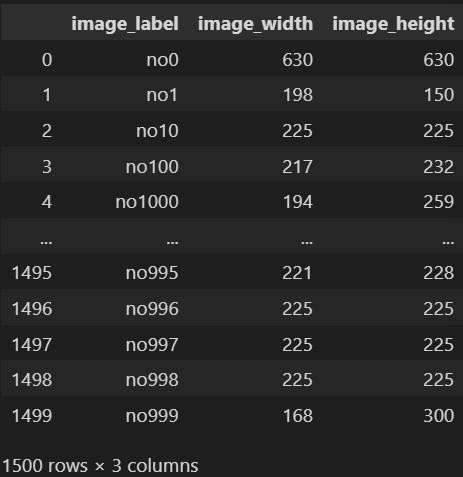 image_label image_width image_height
0 no0 630 630
1 no1 198 150
2 no10 225 225
3 no100 217 232
4 no1000 194 259
... ... ... ...
1495 no995 221 228
1496 no996 225 225
1497 no997 225 225
1498 no998 225 225
1499 no999 168 300
1500 rows × 3 columns